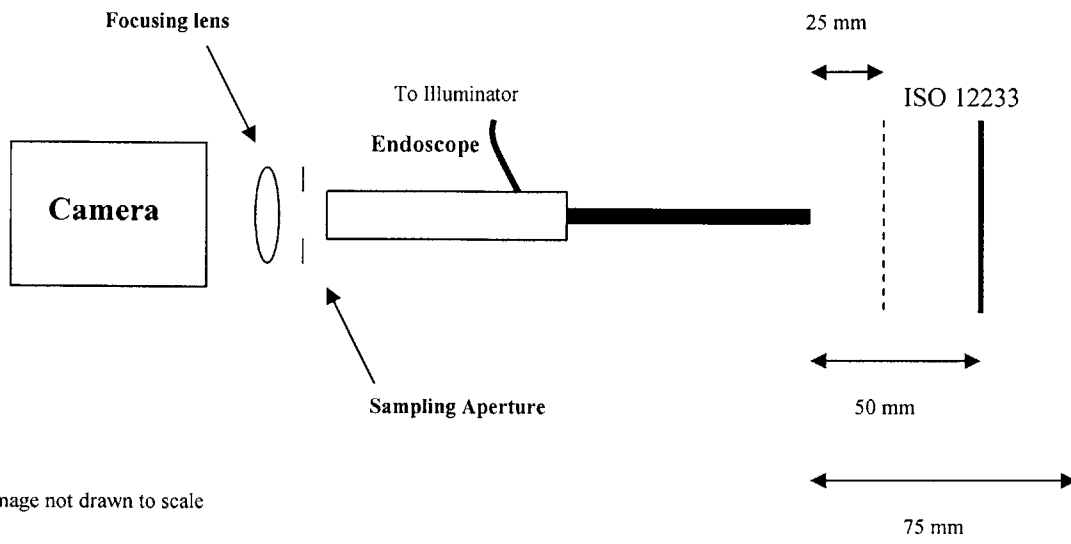 Focusing lens
25 mm
To Illuminator
ISO 12233
Endoscope
Camera
Sampling Aperture
50 mm
mage not drawn to scale
75 mm